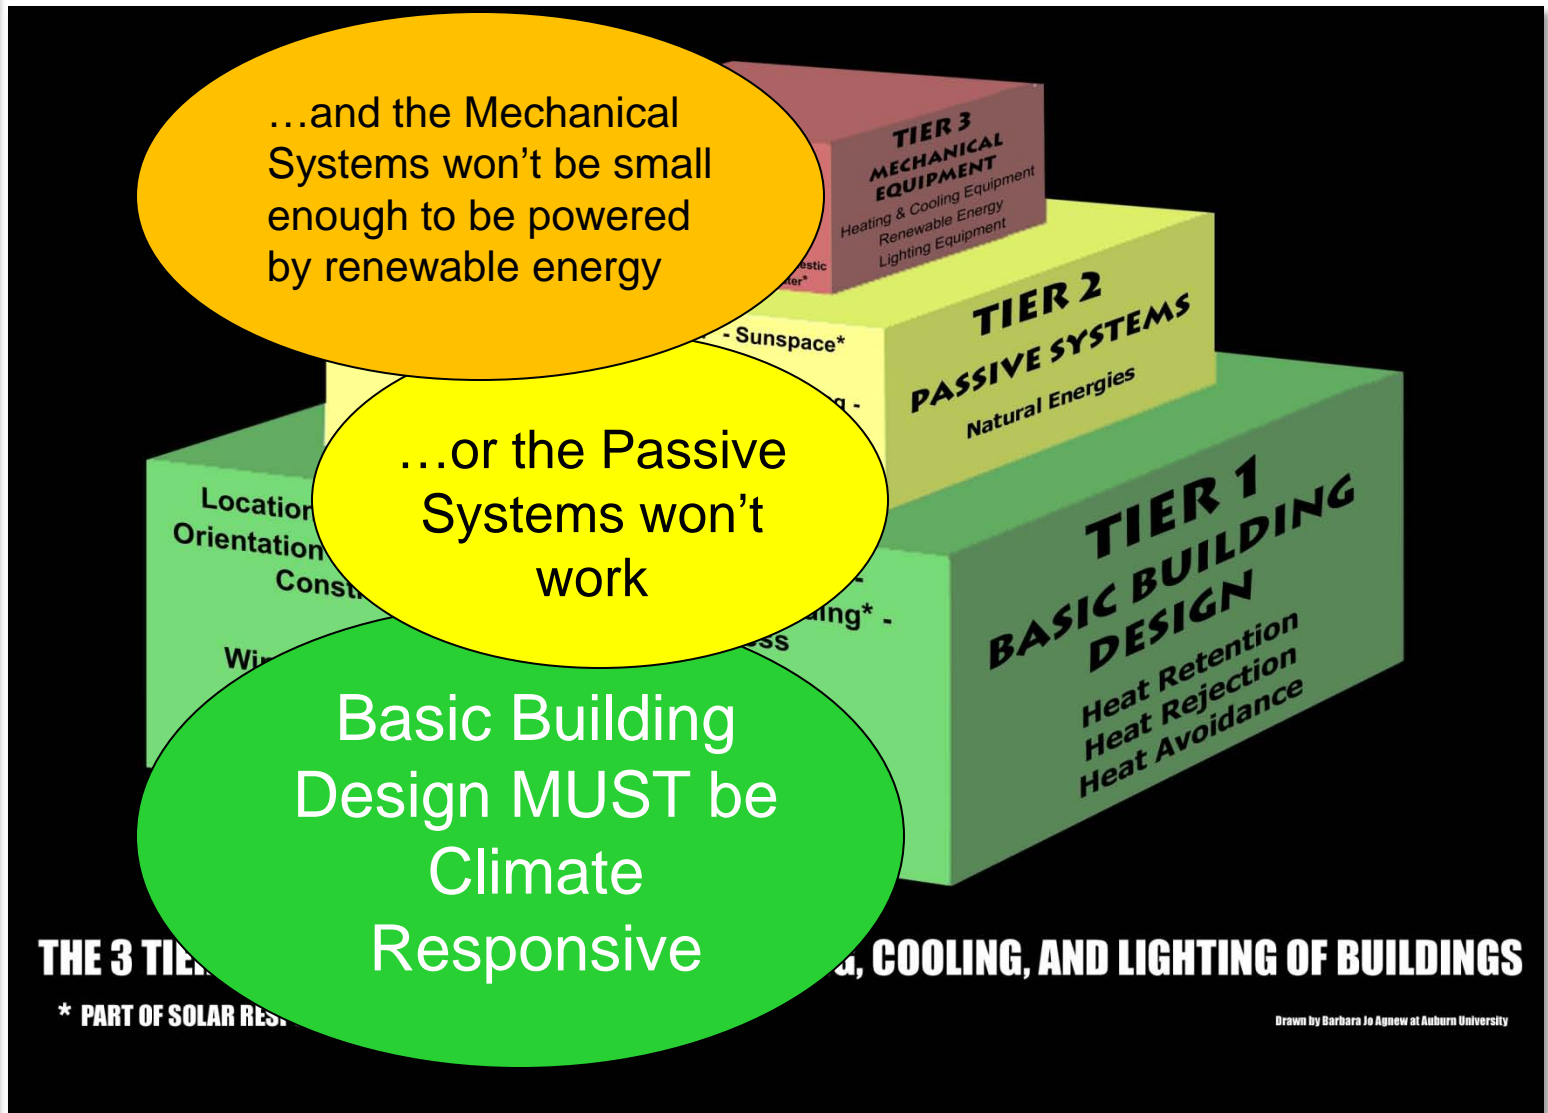 …and the Mechanical
Systems won’t be small
enough to be powered
by renewable energy
TIER 3
MECHANICAL
EQUIPMENT
Heating & Cooling Equipment
Renewable Energy
Lighting Equipment
- Sunspace*
TIER 2
PASSIVE SYSTEMS
Natural Energies
…or the Passive
Systems won’t
work
Location
Orientation
TIER 1
BASIC BUILDING
DESIGN
Heat Retention
Heat Rejection
Heat Avoidance
Basic Building
Design MUST be
Climate
Responsive
THE 3 , COOLING, AND LIGHTING OF BUILDINGS
* PART OF SOLAR
Drawn by Barbara Jo Agnew at Auburn University